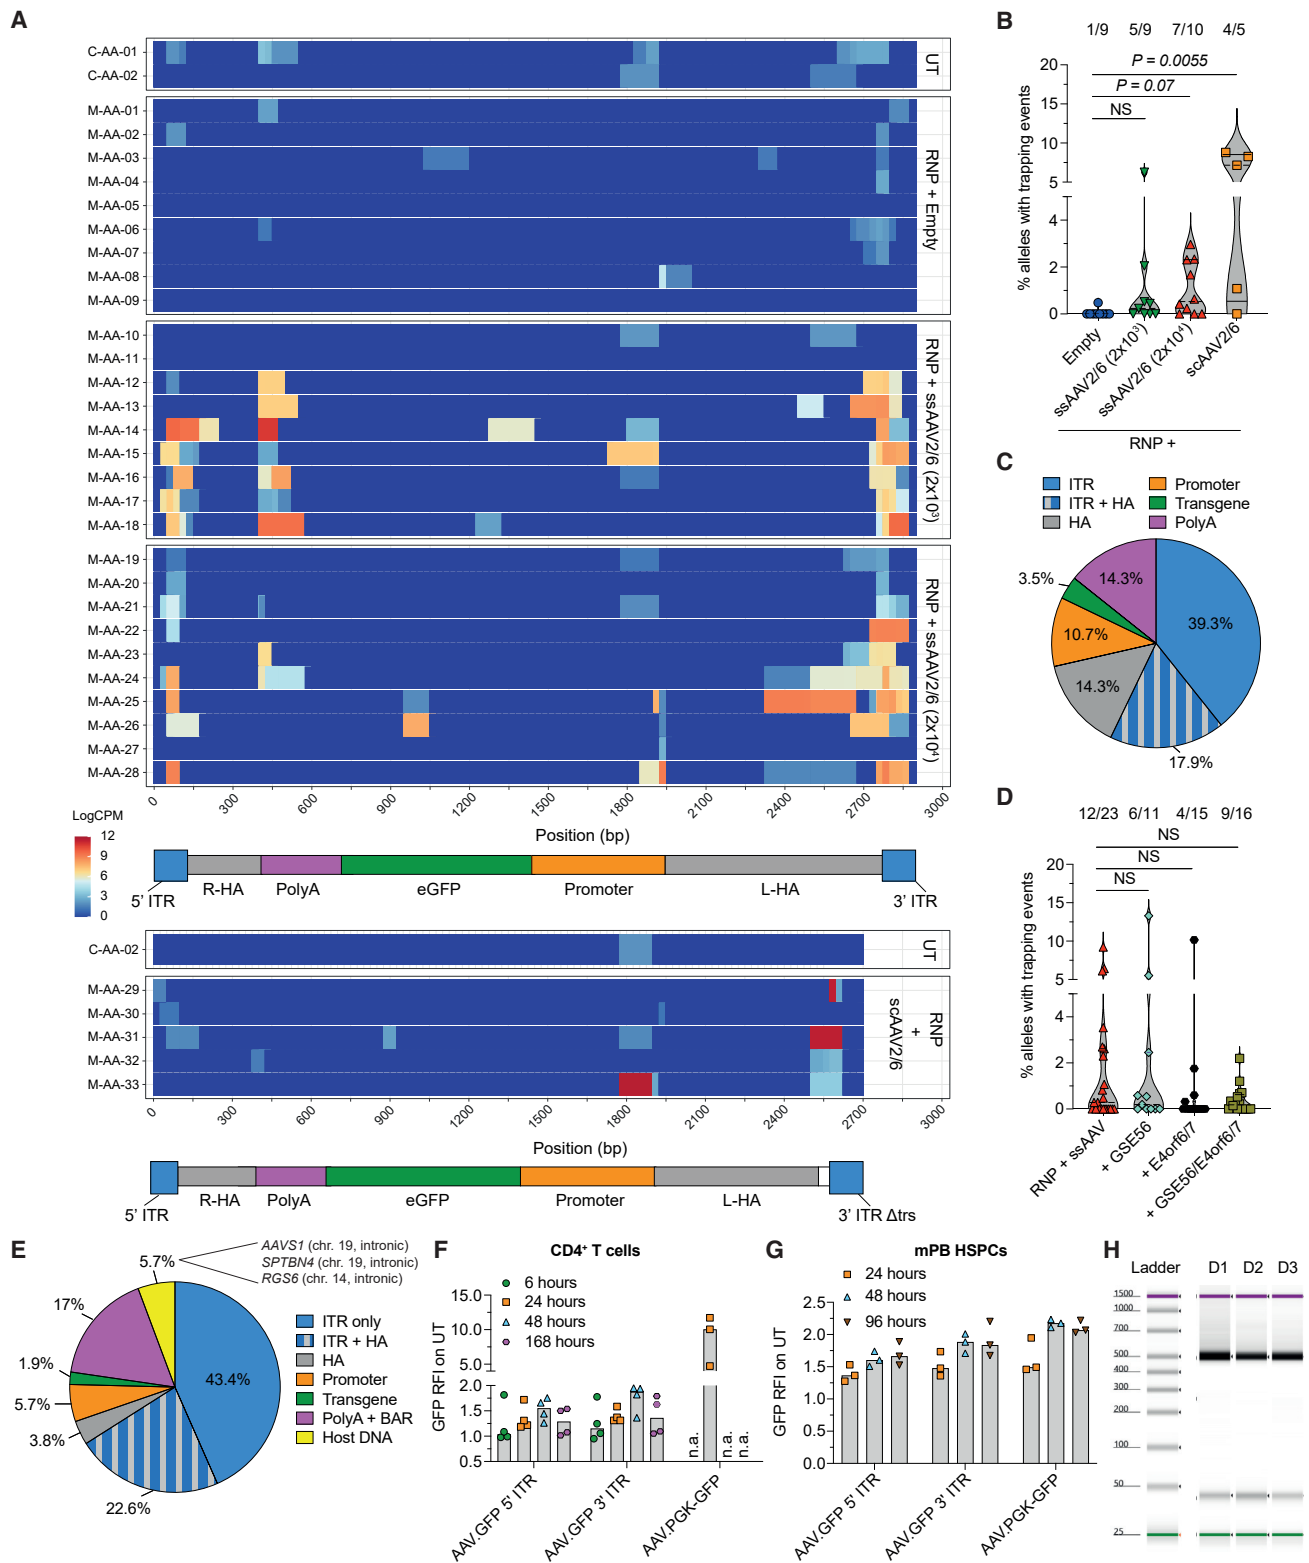 A
C-AA-01
C-AA-02
UT
M-AA-01
M-AA-02
M-AA-03
M-AA-04
M-AA-05
M-AA-06
M-AA-07
M-AA-08
M-AA-09
RNP + Empty
M-AA-10
M-AA-11
M-AA-12
M-AA-13
M-AA-14
M-AA-15
M-AA-16
M-AA-17
M-AA-18
RNP + ssAAV2/6 (2x10³)
M-AA-19
M-AA-20
M-AA-21
M-AA-22
M-AA-23
M-AA-24
M-AA-25
M-AA-26
M-AA-27
M-AA-28
RNP + ssAAV2/6 (2x10⁴)
0 300 600 900 1200 1500 1800 2100 2400 2700 3000
Position (bp)
LogCPM
12
9
6
3
0
5' ITR R-HA PolyA eGFP Promoter L-HA 3' ITR
C-AA-02
UT
M-AA-29
M-AA-30
M-AA-31
M-AA-32
M-AA-33
RNP
+
scAAV2/6
0 300 600 900 1200 1500 1800 2100 2400 2700 3000
Position (bp)
5' ITR R-HA PolyA eGFP Promoter L-HA 3' ITR Δtrs
B
1/9 5/9 7/10 4/5
P = 0.0055
P = 0.07
NS
% alleles with trapping events
20
15
10
5
4
2
0
Empty
ssAAV2/6 (2x10³)
ssAAV2/6 (2x10⁴)
scAAV2/6
RNP +
C
ITR
ITR + HA
HA
Promoter
Transgene
PolyA
39.3%
17.9%
14.3%
10.7%
3.5%
14.3%
D
12/23 6/11 4/15 9/16
NS
NS
NS
% alleles with trapping events
20
15
10
5
4
2
0
RNP + ssAAV
+ GSE56
+ E4orf6/7
+ GSE56/E4orf6/7
E
5.7%
AAVS1 (chr. 19, intronic)
SPTBN4 (chr. 19, intronic)
RGS6 (chr. 14, intronic)
17%
1.9%
5.7%
3.8%
22.6%
43.4%
ITR only
ITR + HA
HA
Promoter
Transgene
PolyA + BAR
Host DNA
F
CD4⁺ T cells
6 hours
24 hours
48 hours
168 hours
GFP RFI on UT
15.0
10.0
5.0
2.0
1.5
1.0
0.5
n.a.
n.a.
n.a.
AAV.GFP 5' ITR
AAV.GFP 3' ITR
AAV.PGK-GFP
G
mPB HSPCs
24 hours
48 hours
96 hours
GFP RFI on UT
2.5
2.0
1.5
1.0
0.5
0.0
AAV.GFP 5' ITR
AAV.GFP 3' ITR
AAV.PGK-GFP
H
Ladder D1 D2 D3
1500
1000
700
500
400
300
200
100
50
25